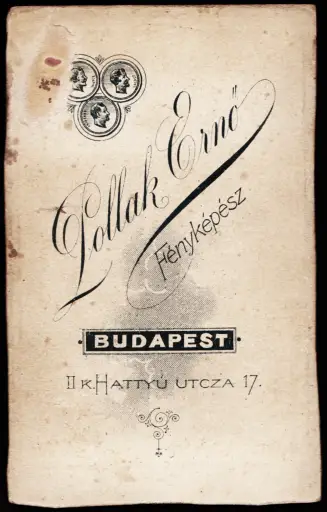 Pollak Ernő
Fényképész
BUDAPEST
II K. HATTYÚ UTCZA 17.